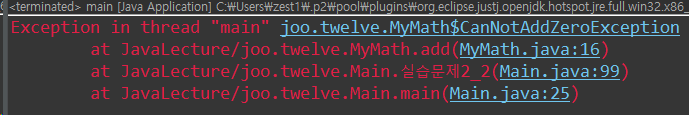 <terminated> main [Java Application] C:₩Users₩zest1₩.p2₩pool₩plugins₩org.eclipse.justj.openjdk.hotspot.jre.full.win32.x86_
Exception in thread "main" joo.twelve.MyMath$CanNotAddZeroException
at JavaLecture/joo.twelve.MyMath.add(MyMath.java:16)
at JavaLecture/joo.twelve.Main.실습문제2_2(Main.java:99)
at JavaLecture/joo.twelve.Main.main(Main.java:25)